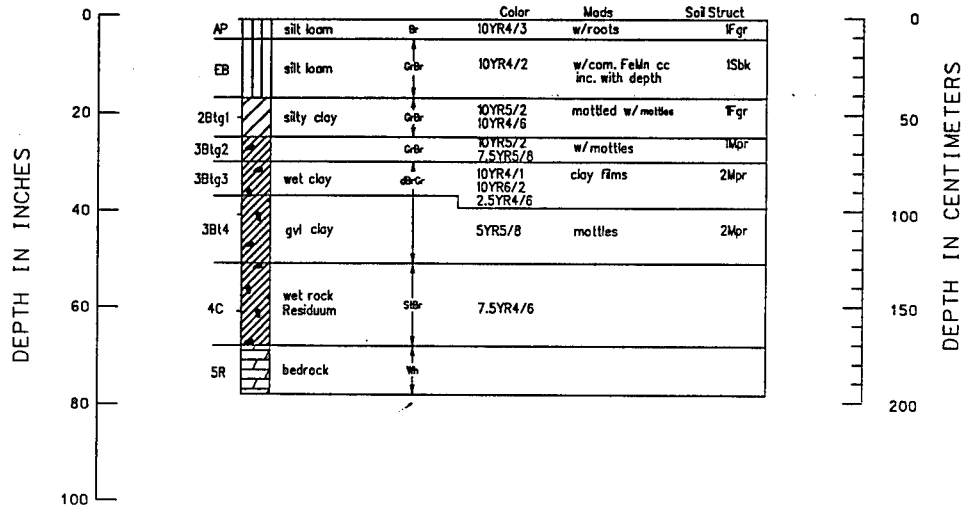 Color Mods Soil Struct
0 0
AP silt loam Br 10YR4/3 w/roots 1Fgr
EB silt loam GrBr 10YR4/2 w/com. FeMn cc 1Sbk
inc. with depth
20 50
2Btg1 silty clay GrBr 10YR5/2 mottled w/mottles 1Fgr
10YR4/6
3Btg2 GrBr 10YR5/2 w/mottles 1Mpr
7.5YR5/8
3Btg3 wet clay dBrGr 10YR4/1 clay films 2Mpr
10YR6/2
2.5YR4/6
40 100
3Bt4 gvl clay 5YR5/8 mottles 2Mpr
4C wet rock StBr 7.5YR4/6
Residuum
60 150
5R bedrock Wh
80 200
100
DEPTH IN INCHES
DEPTH IN CENTIMETERS